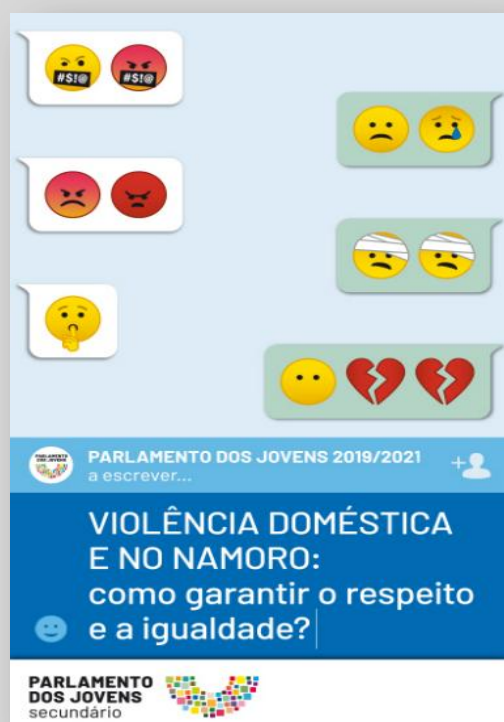 #$!@ #$!@
PARLAMENTO DOS JOVENS 2019/2021
a escrever...
VIOLÊNCIA DOMÉSTICA
E NO NAMORO:
como garantir o respeito
e a igualdade?
PARLAMENTO
DOS JOVENS
secundário